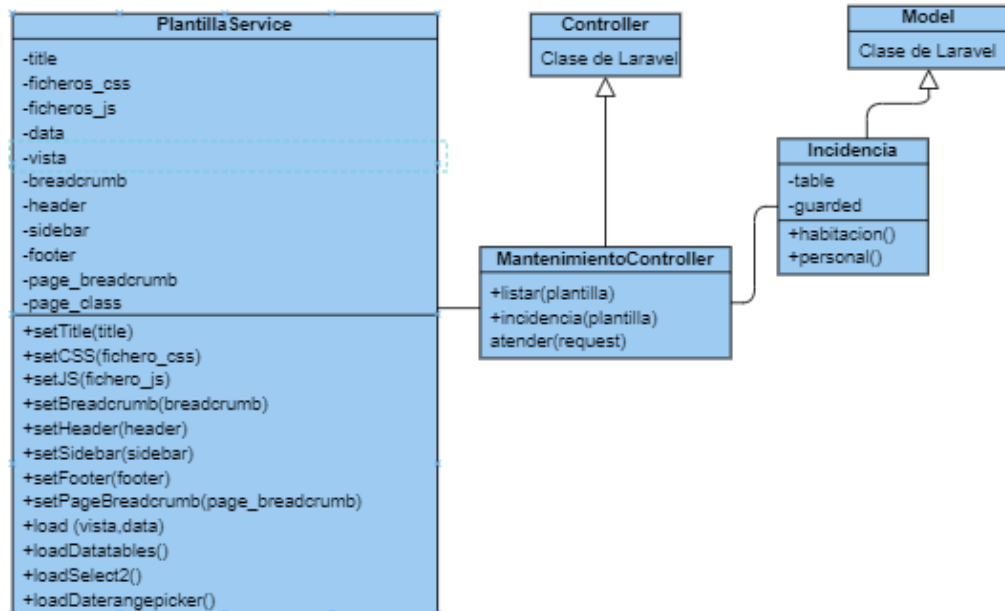 PlantillaService
-title
-ficheros_css
-ficheros_js
-data
-vista
-breadcrumb
-header
-sidebar
-footer
-page_breadcrumb
-page_class
+setTitle(title)
+setCSS(fichero_css)
+setJS(fichero_js)
+setBreadcrumb(breadcrumb)
+setHeader(header)
+setSidebar(sidebar)
+setFooter(footer)
+setPageBreadcrumb(page_breadcrumb)
+load (vista,data)
+loadDatatables()
+loadSelect2()
+loadDaterangepicker()
Controller
Clase de Laravel
MantenimientoController
+listar(plantilla)
+incidencia(plantilla)
atender(request)
Model
Clase de Laravel
Incidencia
-table
-guarded
+habitacion()
+personal()